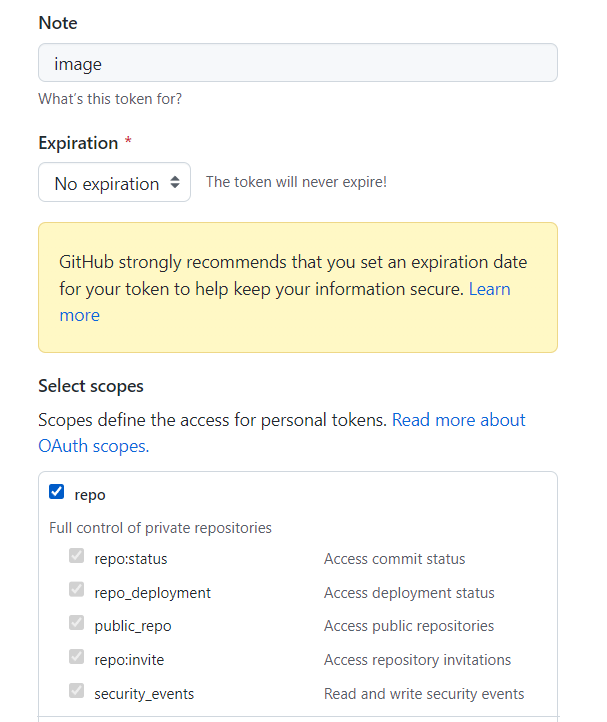 Note
image
What's this token for?
Expiration *
No expiration The token will never expire!
GitHub strongly recommends that you set an expiration date
for your token to help keep your information secure. Learn
more
Select scopes
Scopes define the access for personal tokens. Read more about
OAuth scopes.
repo
Full control of private repositories
repo:status Access commit status
repo_deployment Access deployment status
public_repo Access public repositories
repo:invite Access repository invitations
security_events Read and write security events